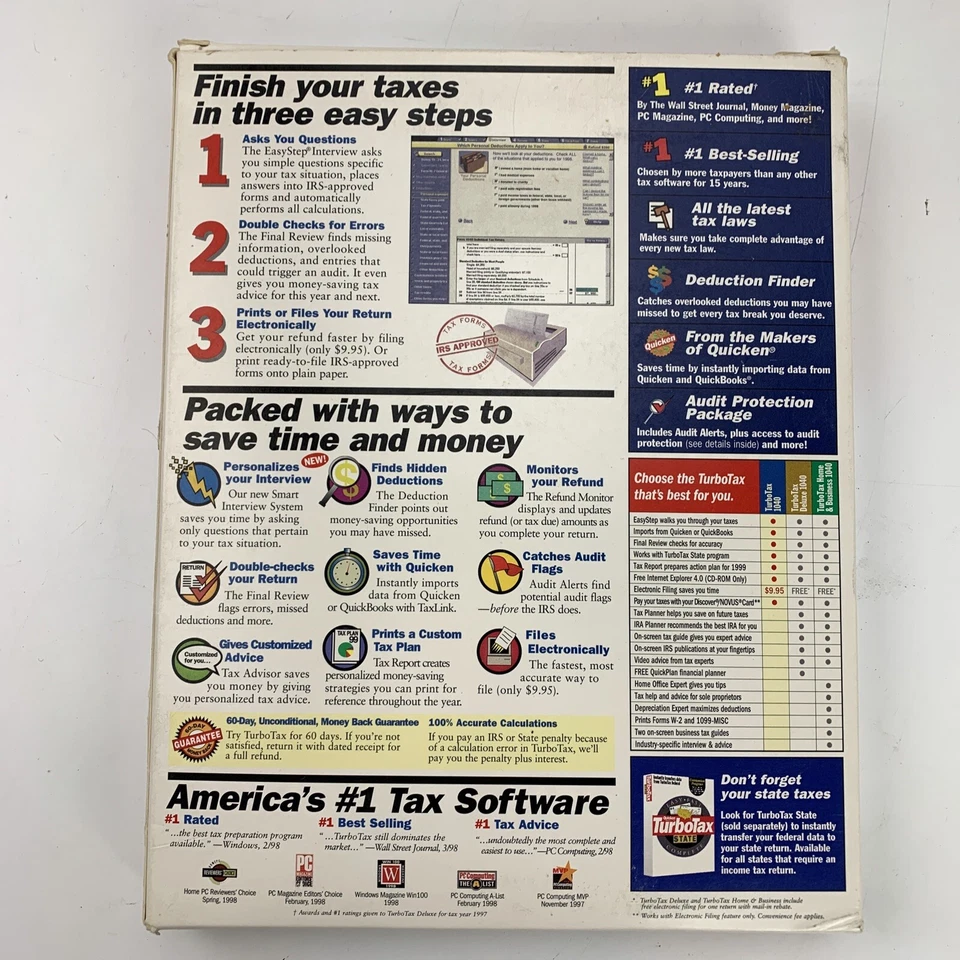 Finish your taxes
in three easy steps
1
Asks You Questions
The EasyStep® Interview asks
you simple questions specific
to your tax situation, places
answers into IRS-approved
forms and automatically
performs all calculations.
2
Double Checks for Errors
The Final Review finds missing
information, overlooked
deductions, and entries that
could trigger an audit. It even
gives you money-saving tax
advice for this year and next.
3
Prints or Files Your Return
Electronically
Get your refund faster by filing
electronically (only $9.95). Or
print ready-to-file IRS-approved
forms onto plain paper.
Which Personal Deductions Apply to You?
TAX FORMS
IRS APPROVED
TAX FORMS
Packed with ways to
save time and money
Personalizes NEW!
your Interview
Our new Smart
Interview System
saves you time by asking
only questions that pertain
to your tax situation.
Finds Hidden
Deductions
The Deduction
Finder points out
money-saving opportunities
you may have missed.
Monitors
your Refund
The Refund Monitor
displays and updates
refund (or tax due) amounts as
you complete your return.
RETURN
Double-checks
your Return
The Final Review
flags errors, missed
deductions and more.
Saves Time
with Quicken
Instantly imports
data from Quicken
or QuickBooks with TaxLink.
Catches Audit
Flags
Audit Alerts find
potential audit flags
—before the IRS does.
Customized
for you...
Gives Customized
Advice
Tax Advisor saves
you money by giving
you personalized tax advice.
TAX PLAN
99
Prints a Custom
Tax Plan
Tax Report creates
personalized money-saving
strategies you can print for
reference throughout the year.
Files
Electronically
The fastest, most
accurate way to
file (only $9.95).
60-DAY
GUARANTEE
MONEY BACK
60-Day, Unconditional, Money Back Guarantee
Try TurboTax for 60 days. If you're not
satisfied, return it with dated receipt for
a full refund.
100% Accurate Calculations
If you pay an IRS or State penalty because
of a calculation error in TurboTax, we'll
pay you the penalty plus interest.
America's #1 Tax Software
#1 Rated
"...the best tax preparation program
available." —Windows, 2/98
#1 Best Selling
"...TurboTax still dominates the
market..." —Wall Street Journal, 3/98
#1 Tax Advice
"...undoubtedly the most complete and
easiest to use..."—PC Computing, 2/98
REVIEWERS' CHOICE
Home PC Reviewers' Choice
Spring, 1998
PC
MAGAZINE
PC Magazine Editors' Choice
February, 1998
WIN 100
W
1998
Windows Magazine Win100
1998
PC Computing
THE A LIST
PC Computing A-List
February 1998
MVP
PC Computing MVP
November 1997
† Awards and #1 ratings given to TurboTax Deluxe for tax year 1997
#1 #1 Rated†
By The Wall Street Journal, Money Magazine,
PC Magazine, PC Computing, and more!
#1 #1 Best-Selling
Chosen by more taxpayers than any other
tax software for 15 years.
All the latest
tax laws
Makes sure you take complete advantage of
every new tax law.
Deduction Finder
Catches overlooked deductions you may have
missed to get every tax break you deserve.
Quicken
From the Makers
of Quicken®
Saves time by instantly importing data from
Quicken and QuickBooks®.
Audit Protection
Package
Includes Audit Alerts, plus access to audit
protection (see details inside) and more!
Choose the TurboTax
that's best for you.
TurboTax
1040
TurboTax
Deluxe 1040
TurboTax Home
& Business 1040
EasyStep walks you through your taxes
Imports from Quicken or QuickBooks
Final Review checks for accuracy
Works with TurboTax State program
Tax Report prepares action plan for 1999
Free Internet Explorer 4.0 (CD-ROM Only)
Electronic Filing saves you time $9.95 FREE* FREE*
Pay your taxes with your Discover®/NOVUS® Card**
Tax Planner helps you save on future taxes
IRA Planner recommends the best IRA for you
On-screen tax guide gives you expert advice
On-screen IRS publications at your fingertips
Video advice from tax experts
FREE QuickPlan financial planner
Home Office Expert gives you tips
Tax help and advice for sole proprietors
Depreciation Expert maximizes deductions
Prints Forms W-2 and 1099-MISC
Two on-screen business tax guides
Industry-specific interview & advice
TurboTax
STATE
Don't forget
your state taxes
Look for TurboTax State
(sold separately) to instantly
transfer your federal data to
your state return. Available
for all states that require an
income tax return.
* TurboTax Deluxe and TurboTax Home & Business include
free electronic filing for one return with mail-in rebate.
** Works with Electronic Filing feature only. Convenience fee applies.